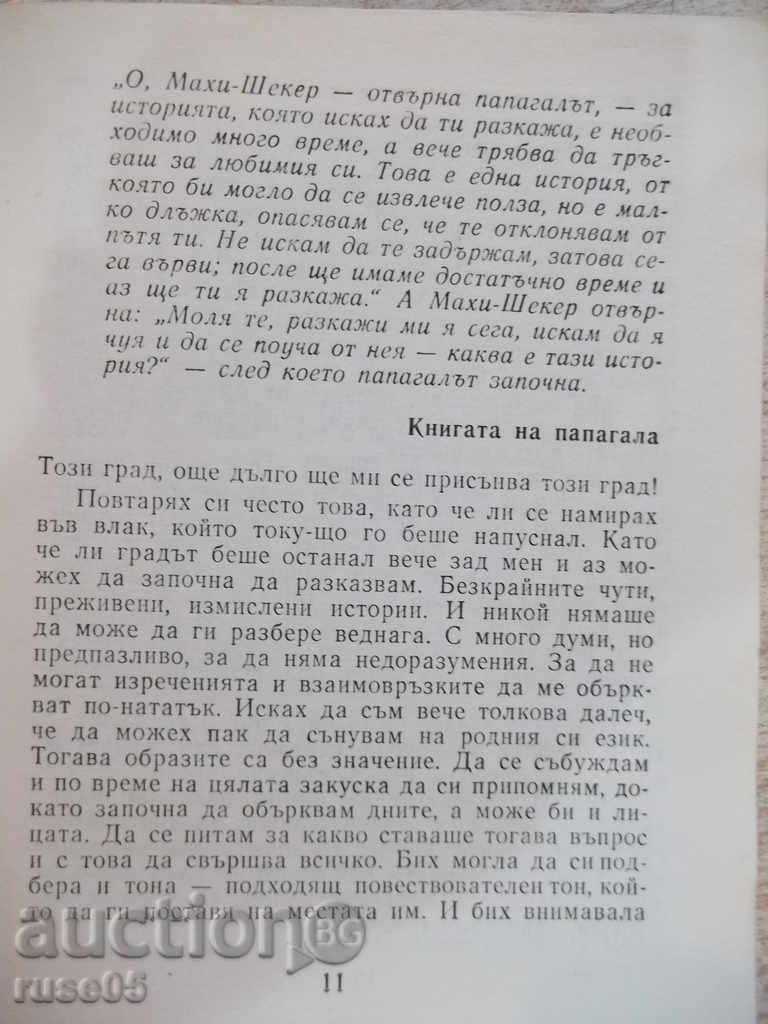 „О, Махи-Шекер — отвърна папагалът, — за
историята, която исках да ти разкажа, е необ-
ходимо много време, а вече трябва да тръг-
ваш за любимия си. Това е една история, от
която би могло да се извлече полза, но е мал-
ко длъжка, опасявам се, че те отклонявам от
пътя ти. Не искам да те задържам, затова се-
га върви; после ще имаме достатъчно време и
аз ще ти я разкажа.“ А Махи-Шекер отвър-
на: „Моля те, разкажи ми я сега, искам да я
чуя и да се поуча от нея — каква е тази исто-
рия?“ — след което папагалът започна.
Книгата на папагала
Този град, още дълго ще ми се присънва този град!
Повтарях си често това, като че ли се намирах
във влак, който току-що го беше напуснал. Като
че ли градът беше останал вече зад мен и аз мо-
жех да започна да разказвам. Безкрайните чути,
преживени, измислени истории. И никой нямаше
да може да ги разбере веднага. С много думи, но
предпазливо, за да няма недоразумения. За да не
могат изреченията и взаимовръзките да ме обърк-
ват по-нататък. Исках да съм вече толкова далеч,
че да можех пак да сънувам на родния си език.
Тогава образите са без значение. Да се събуждам
и по време на цялата закуска да си припомням, до-
като започна да обърквам дните, а може би и ли-
цата. Да се питам за какво ставаше тогава въпрос
и с това да свършва всичко. Бих могла да си под-
бера и тона — подходящ повествователен тон, кой-
то да ги поставя на местата им. И бих внимавала
auction BG
ruse05
11